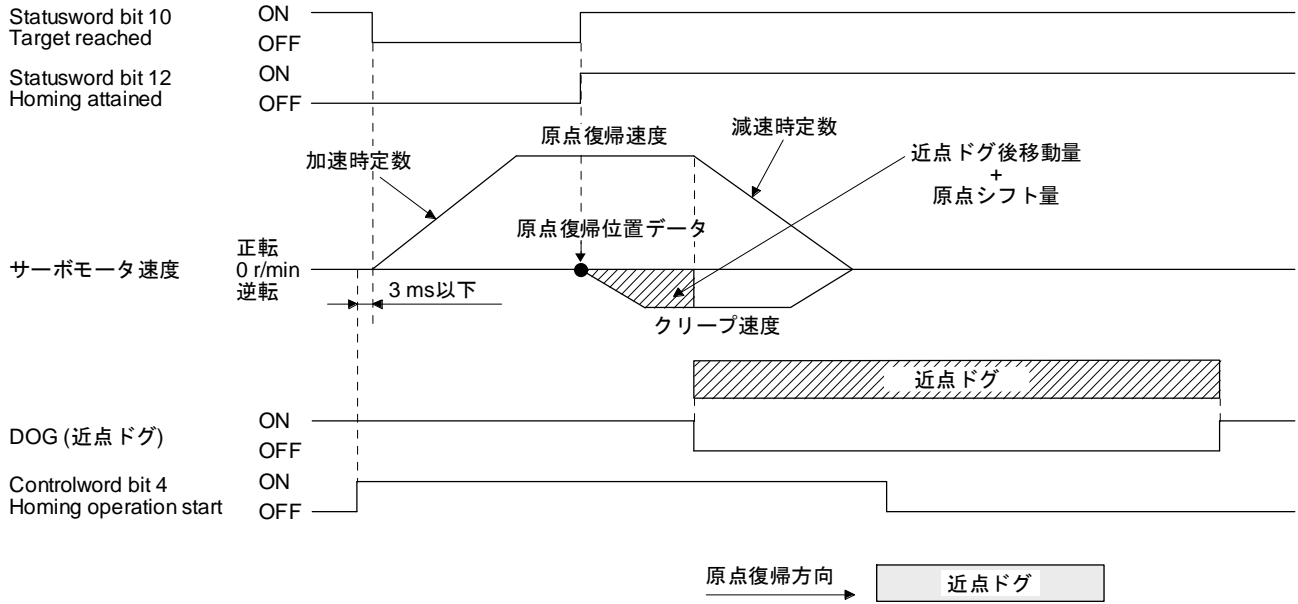 Statusword bit 10
Target reached
ON
OFF
Statusword bit 12
Homing attained
ON
OFF
原点復帰速度
減速時定数
加速時定数
近点ドグ後移動量
+
原点シフト量
原点復帰位置データ
サーボモータ速度
正転
0 r/min
逆転
3 ms以下
クリープ速度
近点ドグ
DOG (近点ドグ)
ON
OFF
Controlword bit 4
Homing operation start
ON
OFF
原点復帰方向
近点ドグ